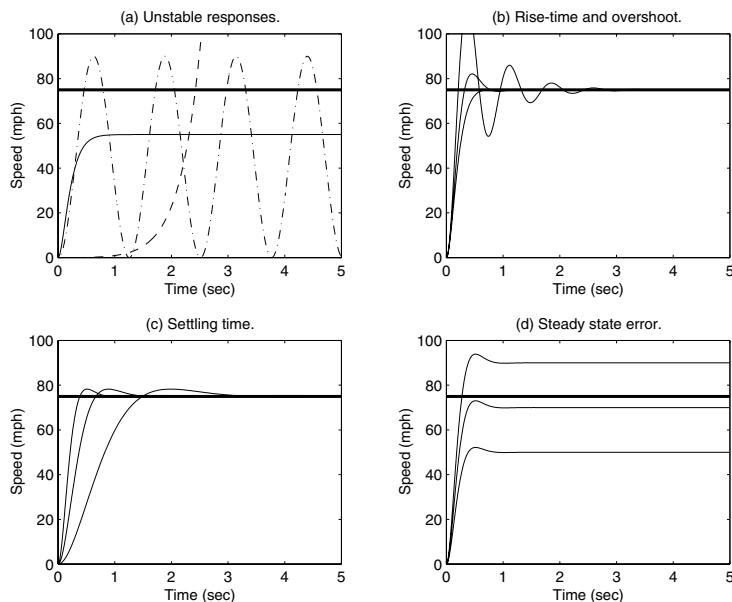 (a) Unstable responses.
100
80
60
40
20
0
Speed (mph)
0 1 2 3 4 5
Time (sec)
(b) Rise-time and overshoot.
100
80
60
40
20
0
Speed (mph)
0 1 2 3 4 5
Time (sec)
(c) Settling time.
100
80
60
40
20
0
Speed (mph)
0 1 2 3 4 5
Time (sec)
(d) Steady state error.
100
80
60
40
20
0
Speed (mph)
0 1 2 3 4 5
Time (sec)